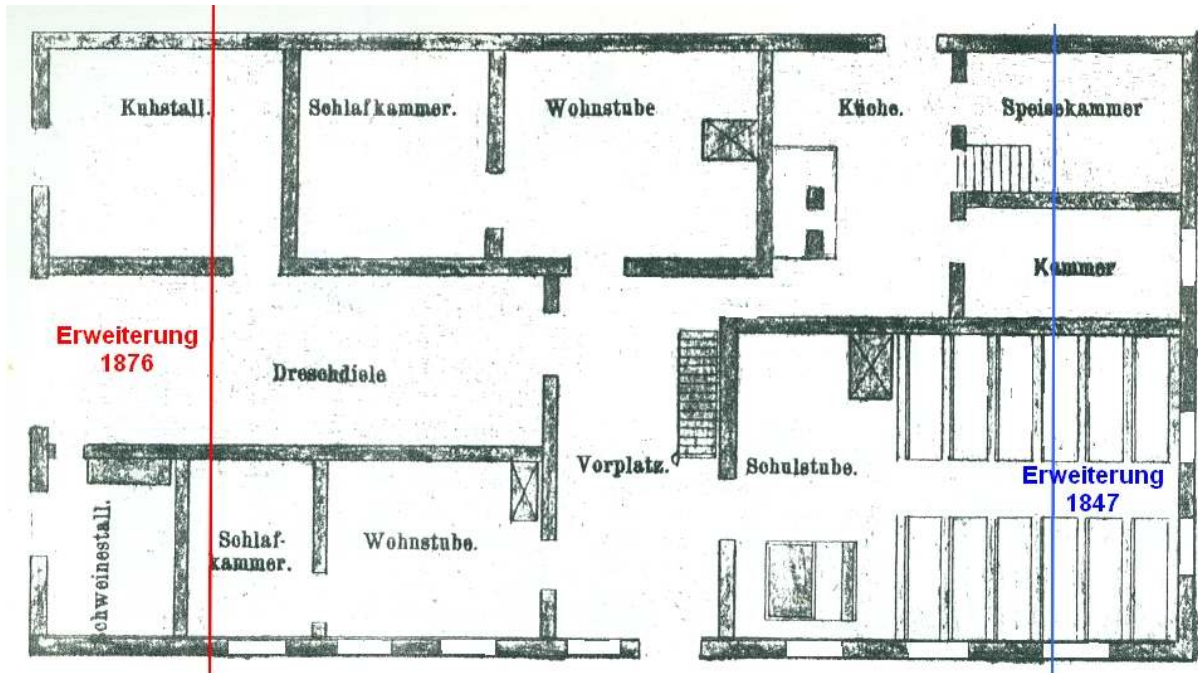 Kuhstall.
Schlafkammer.
Wohnstube
Küche.
Speisekammer
Kammer
Erweiterung
1876
Dreschdiele
Vorplatz.
Schulstube.
Erweiterung
1847
Schweinestall.
Schlaf-
kammer.
Wohnstube.